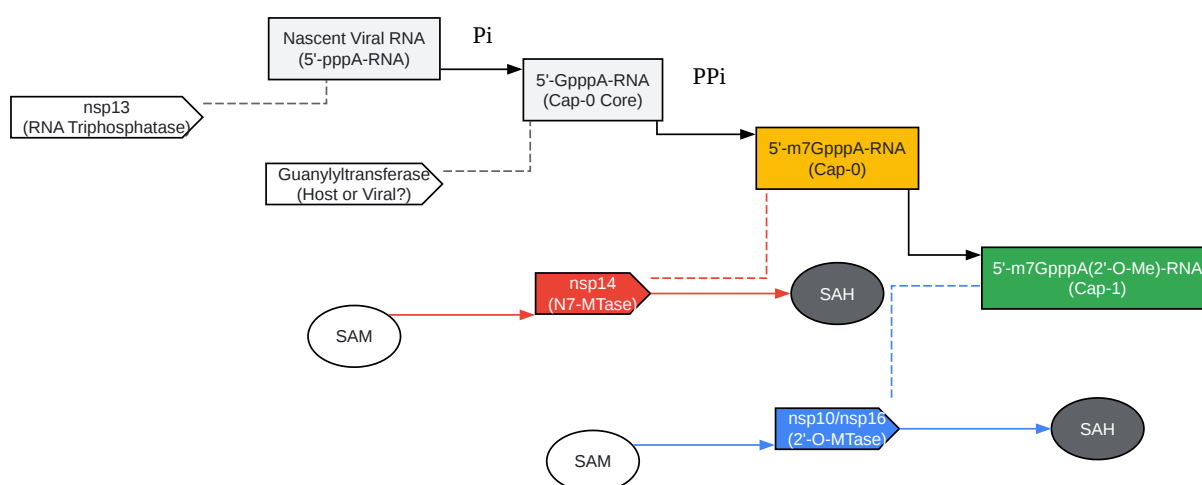 Nascent Viral RNA
(5'-pppA-RNA)
Pi
5'-GpppA-RNA
(Cap-0 Core)
PPi
nsp13
(RNA Triphosphatase)
5'-m7GpppA-RNA
(Cap-0)
Guanylyltransferase
(Host or Viral?)
5'-m7GpppA(2'-O-Me)-RNA
(Cap-1)
nsp14
(N7-MTase)
SAH
SAM
nsp10/nsp16
(2'-O-MTase)
SAH
SAM